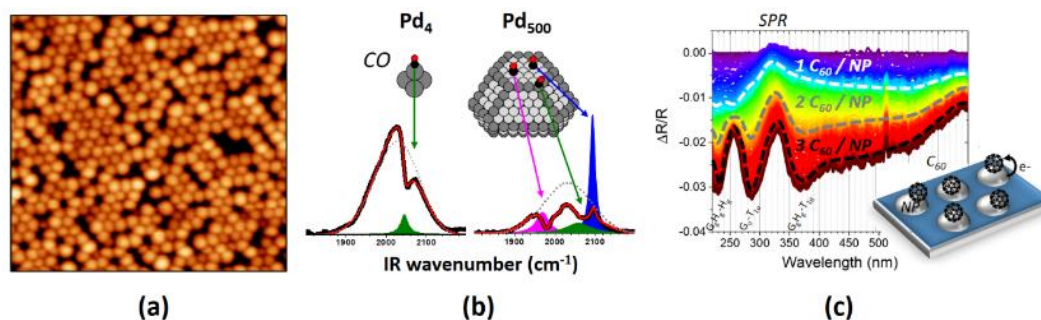 Pd4
Pd500
CO
1900 2000 2100
1900 2000 2100
IR wavenumber (cm⁻¹)
SPR
0.00
-0.01
-0.02
-0.03
-0.04
ΔR/R
1 C60 / NP
2 C60 / NP
3 C60 / NP
C60
e-
NP
250 300 350 400 450 500
Wavelength (nm)
(a)
(b)
(c)